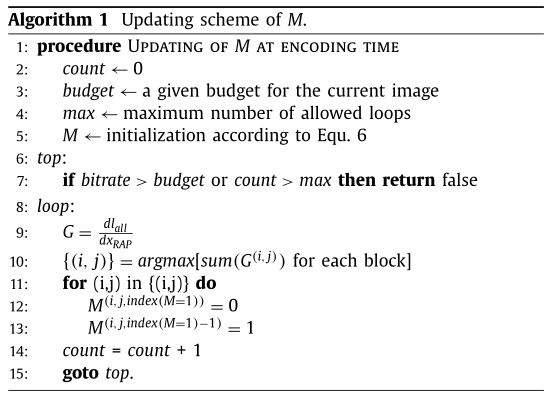 Algorithm 1 Updating scheme of M.
1: procedure UPDATING OF M AT ENCODING TIME
2: count ← 0
3: budget ← a given budget for the current image
4: max ← maximum number of allowed loops
5: M ← initialization according to Equ. 6
6: top:
7: if bitrate > budget or count > max then return false
8: loop:
9: G = \frac{dl_{all}}{dx_{RAP}}
10: {(i, j)} = argmax[sum(G^{(i,j)}) for each block]
11: for (i,j) in {(i,j)} do
12: M^{(i,j,index(M=1))} = 0
13: M^{(i,j,index(M=1)−1)} = 1
14: count = count + 1
15: goto top.